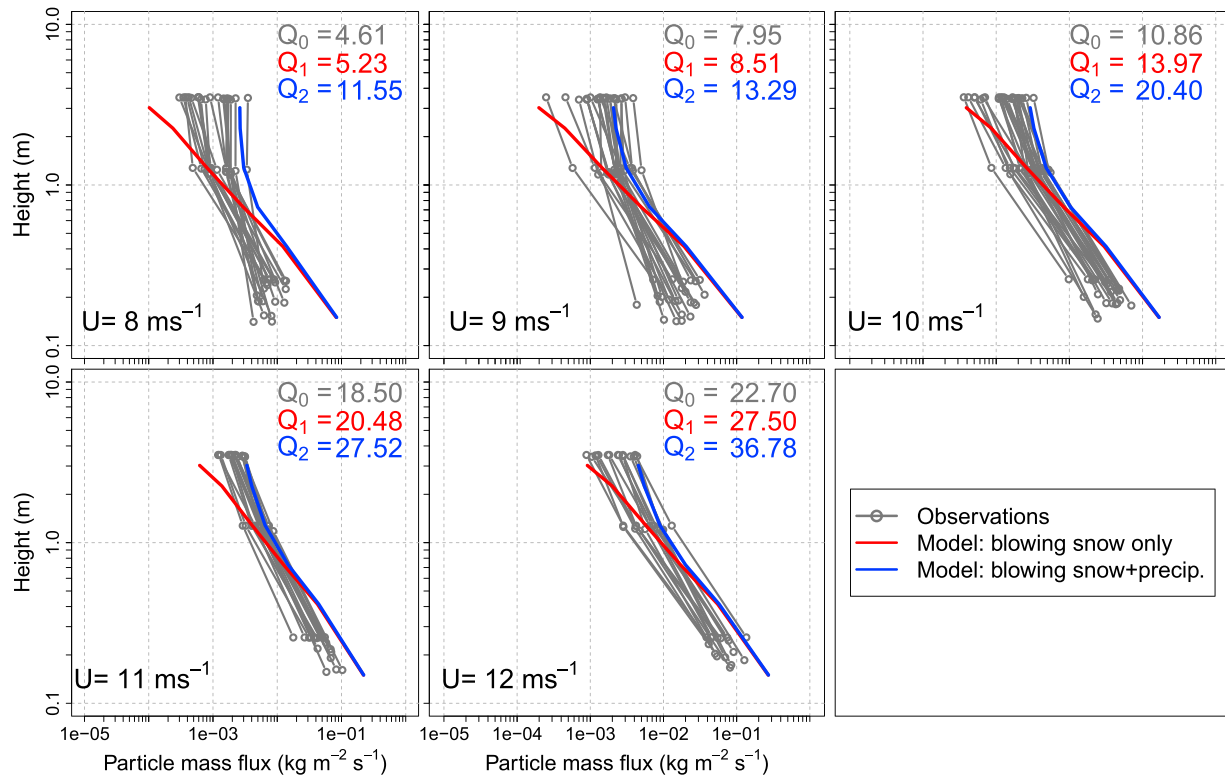 10.0
1.0
0.1
Height (m)
Q0 = 4.61
Q1 = 5.23
Q2 = 11.55
U= 8 ms−1
Q0 = 7.95
Q1 = 8.51
Q2 = 13.29
U= 9 ms−1
Q0 = 10.86
Q1 = 13.97
Q2 = 20.40
U= 10 ms−1
10.0
1.0
0.1
Height (m)
Q0 = 18.50
Q1 = 20.48
Q2 = 27.52
U= 11 ms−1
1e−05 1e−03 1e−01
Particle mass flux (kg m−2 s−1)
Q0 = 22.70
Q1 = 27.50
Q2 = 36.78
U= 12 ms−1
1e−05 1e−04 1e−03 1e−02 1e−01
Particle mass flux (kg m−2 s−1)
Observations
Model: blowing snow only
Model: blowing snow+precip.